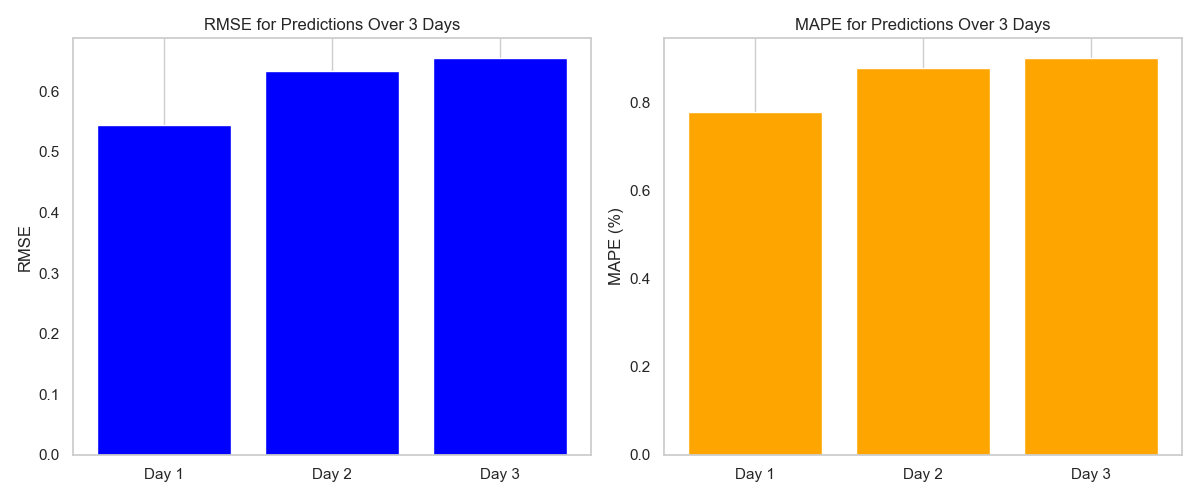 RMSE for Predictions Over 3 Days
RMSE
0.6
0.5
0.4
0.3
0.2
0.1
0.0
Day 1
Day 2
Day 3
MAPE for Predictions Over 3 Days
MAPE (%)
0.8
0.6
0.4
0.2
0.0
Day 1
Day 2
Day 3